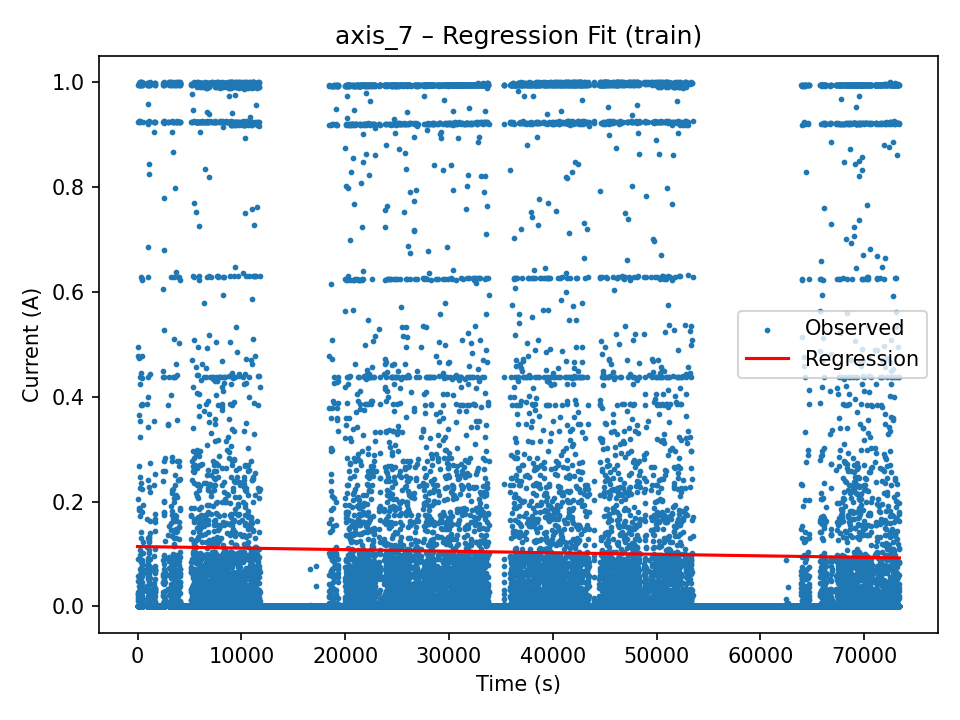 axis_7 – Regression Fit (train)
Current (A)
1.0
0.8
0.6
0.4
0.2
0.0
Observed
Regression
0 10000 20000 30000 40000 50000 60000 70000
Time (s)